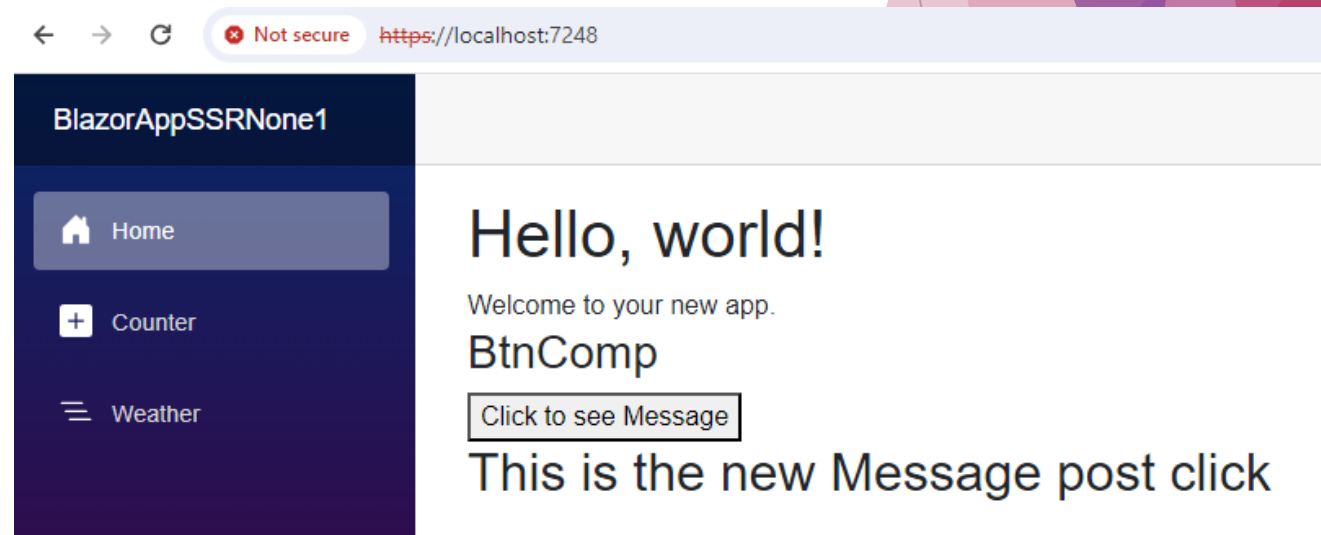 Not secure https://localhost:7248
BlazorAppSSRNone1
Home
Counter
Weather
Hello, world!
Welcome to your new app.
BtnComp
Click to see Message
This is the new Message post click